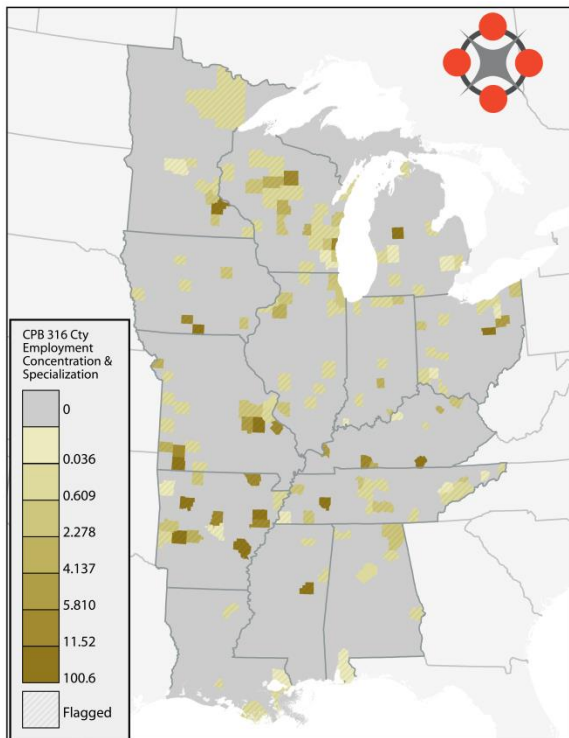 CPB 316 Cty
Employment
Concentration &
Specialization
0
0.036
0.609
2.278
4.137
5.810
11.52
100.6
Flagged